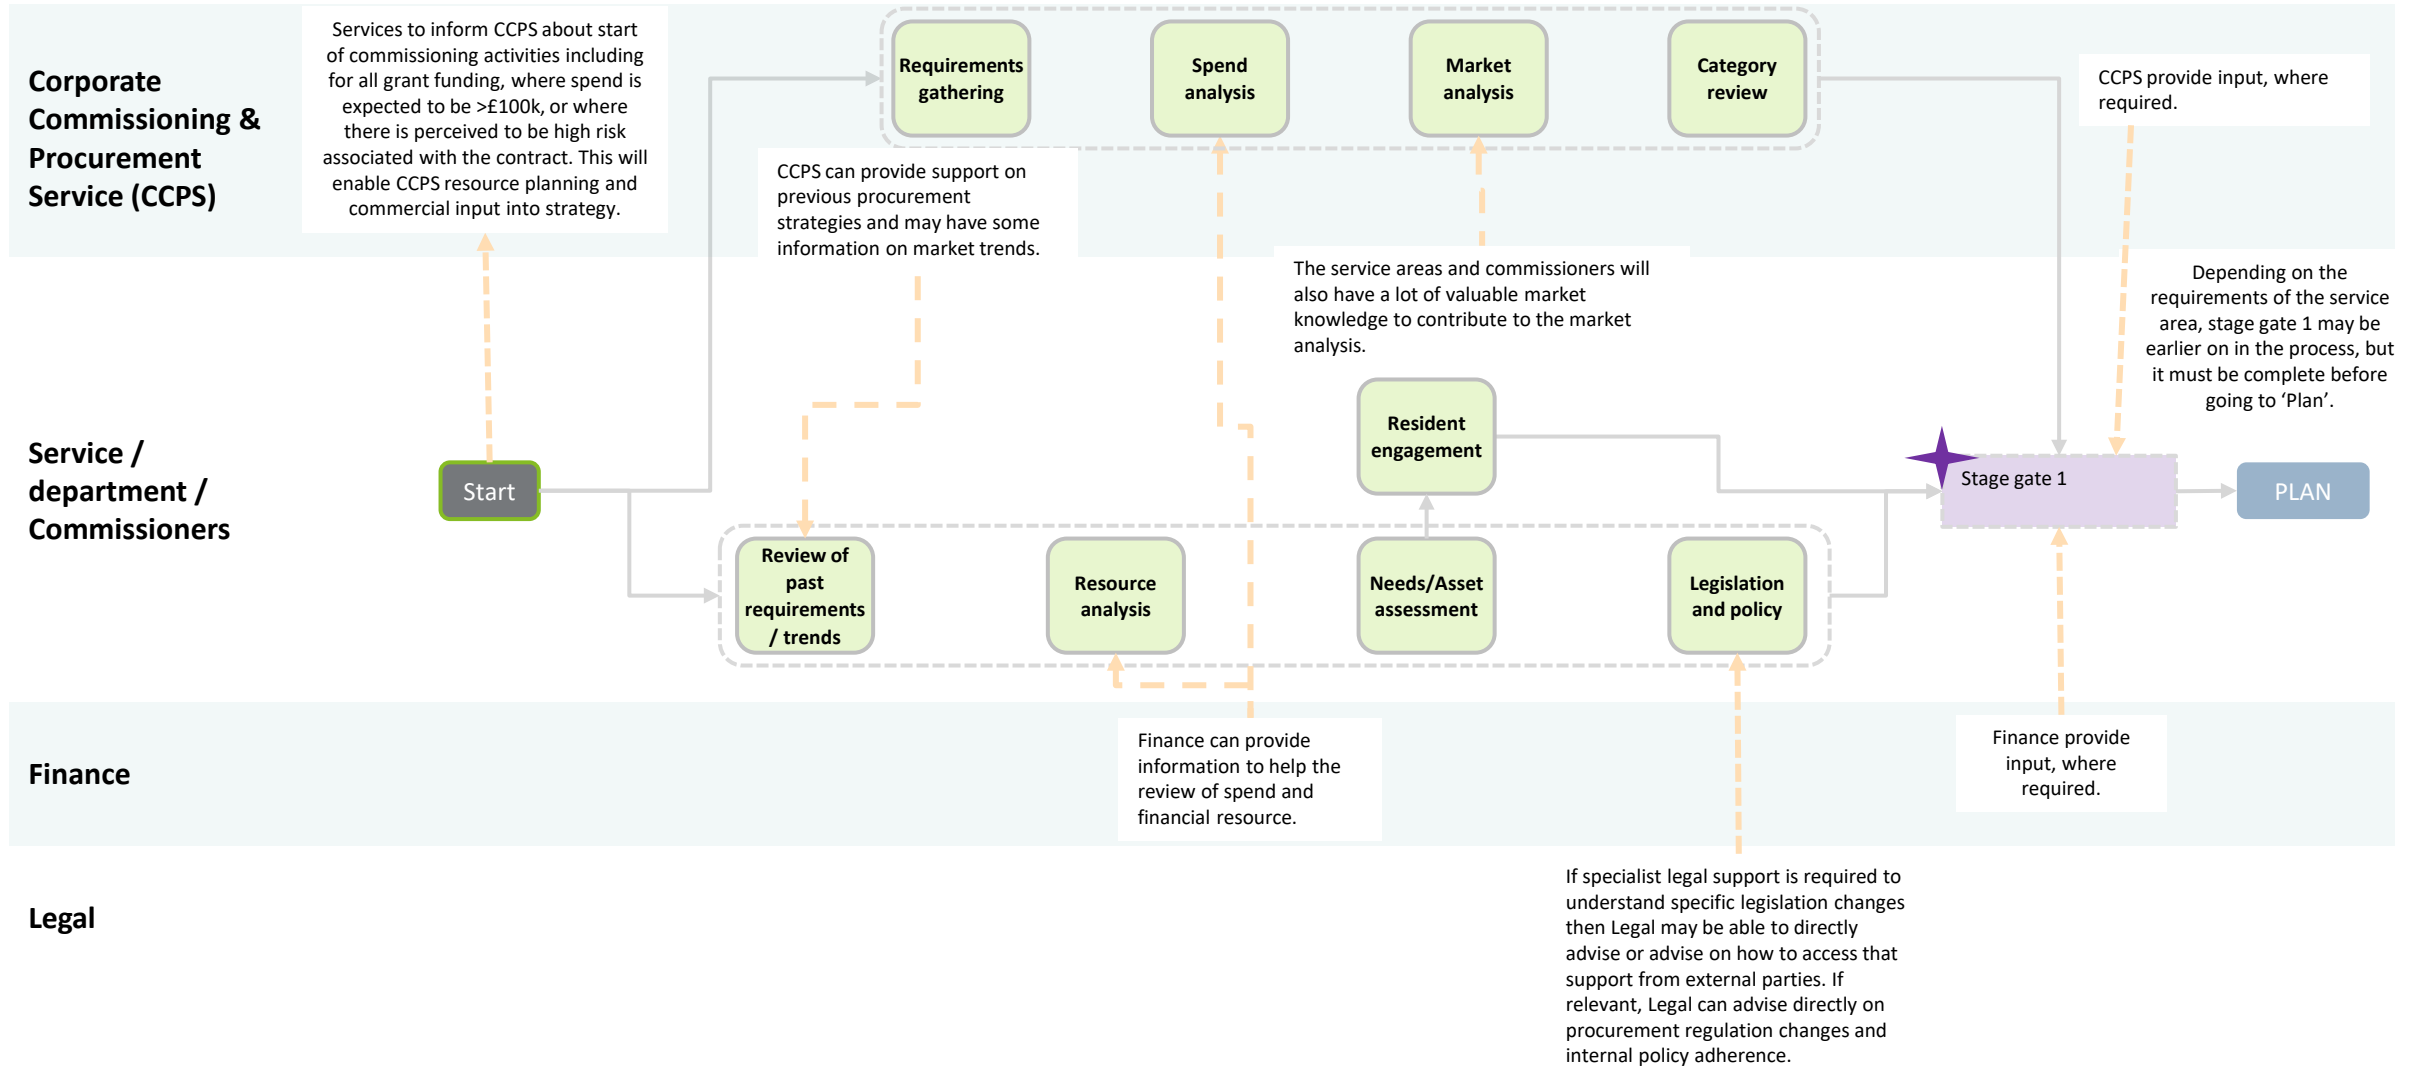 Corporate
Commissioning &
Procurement
Service (CCPS)
Services to inform CCPS about start
of commissioning activities including
for all grant funding, where spend is
expected to be >£100k, or where
there is perceived to be high risk
associated with the contract. This will
enable CCPS resource planning and
commercial input into strategy.
Requirements
gathering
Spend
analysis
Market
analysis
Category
review
CCPS provide input, where
required.
CCPS can provide support on
previous procurement
strategies and may have some
information on market trends.
The service areas and commissioners will
also have a lot of valuable market
knowledge to contribute to the market
analysis.
Depending on the
requirements of the service
area, stage gate 1 may be
earlier on in the process, but
it must be complete before
going to ‘Plan’.
Service /
department /
Commissioners
Start
Resident
engagement
Stage gate 1
PLAN
Review of
past
requirements
/ trends
Resource
analysis
Needs/Asset
assessment
Legislation
and policy
Finance
Finance can provide
information to help the
review of spend and
financial resource.
Finance provide
input, where
required.
Legal
If specialist legal support is required to
understand specific legislation changes
then Legal may be able to directly
advise or advise on how to access that
support from external parties. If
relevant, Legal can advise directly on
procurement regulation changes and
internal policy adherence.